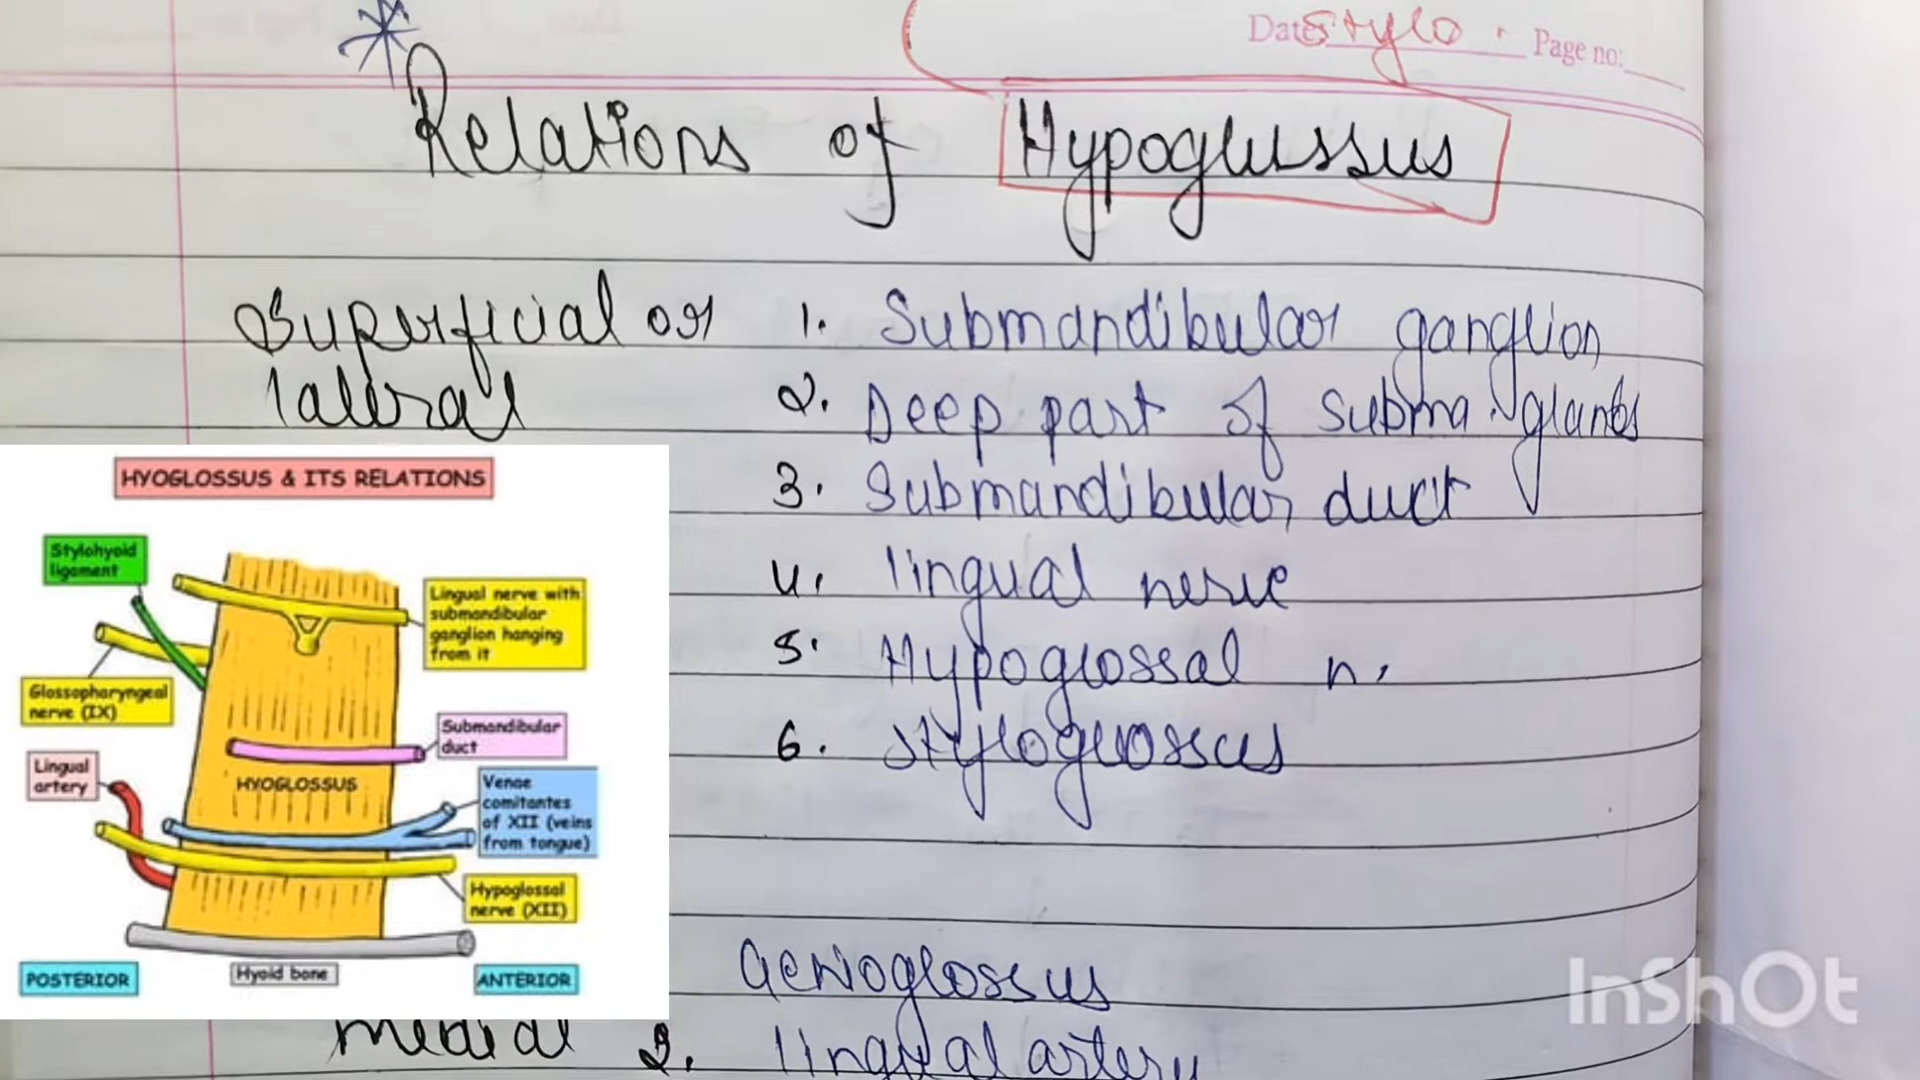 Date: Stylo . Page no:
Relations of Hypoglussus
Superficial or 1. Submandibular ganglion
lateral 2. Deep part of subma. glands
3. Submandibular duct
4. lingual nerve
5. Hypoglossal n.
6. Styloglossus
Genioglossus
medial 2. lingual artery
HYOGLOSSUS & ITS RELATIONS
Stylohyoid
ligament
Lingual nerve with
submandibular
ganglion hanging
from it
Glossopharyngeal
nerve (IX)
Submandibular
duct
Lingual
artery
HYOGLOSSUS
Venae
comitantes
of XII (veins
from tongue)
Hypoglossal
nerve (XII)
POSTERIOR
Hyoid bone
ANTERIOR
InShOt